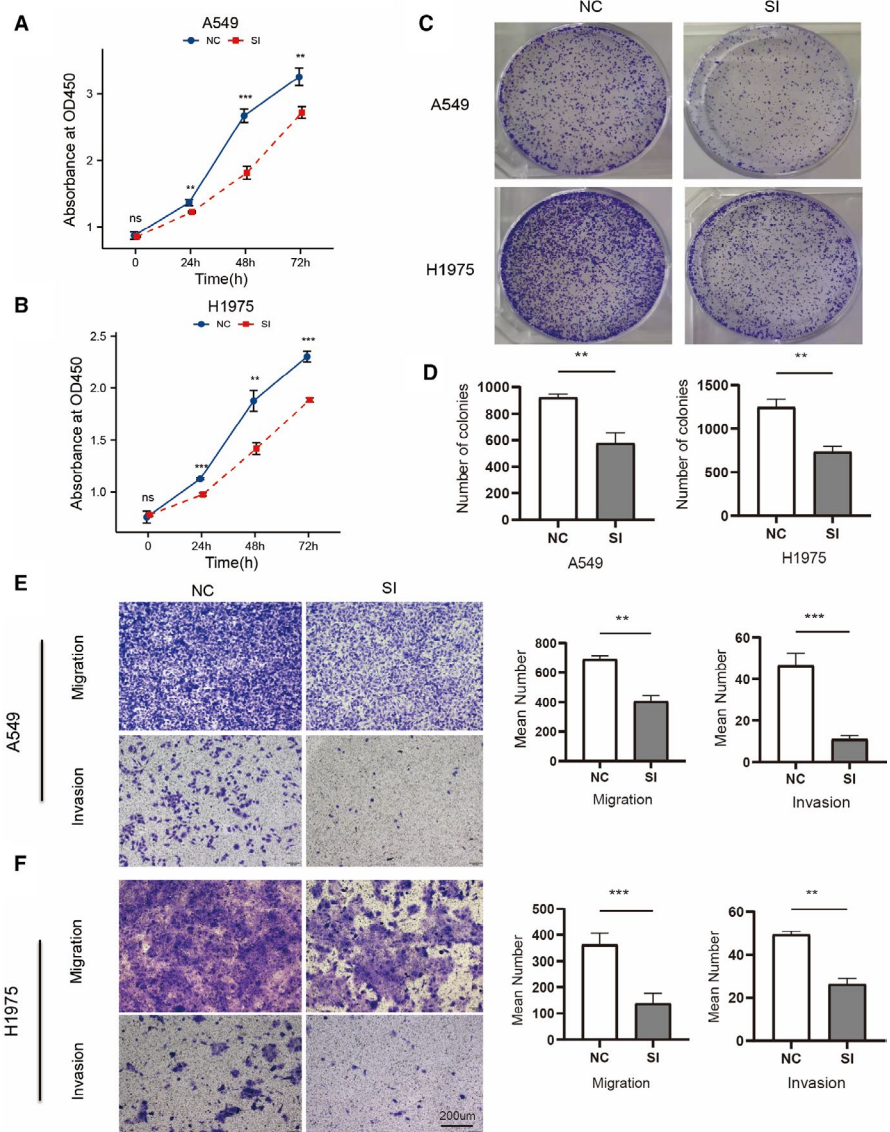 A
A549
NC SI
Absorbance at OD450
3
2
1
ns
**
***
**
0 24h 48h 72h
Time(h)
B
H1975
NC SI
Absorbance at OD450
2.5
2.0
1.5
1.0
ns
***
**
***
0 24h 48h 72h
Time(h)
C
NC SI
A549
H1975
D
Number of colonies
1000
800
600
400
200
0
**
NC SI
A549
Number of colonies
1500
1000
500
0
**
NC SI
H1975
E
NC SI
A549
Migration
Invasion
Mean Number
800
600
400
200
0
**
NC SI
Migration
Mean Number
60
40
20
0
***
NC SI
Invasion
F
H1975
Migration
Invasion
200um
Mean Number
500
400
300
200
100
0
***
NC SI
Migration
Mean Number
60
40
20
0
**
NC SI
Invasion